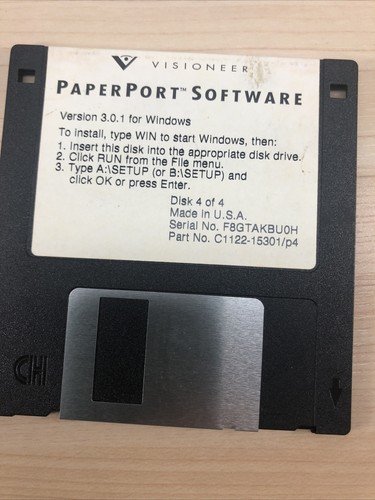 VISIONEER
PAPERPORT™ SOFTWARE
Version 3.0.1 for Windows
To install, type WIN to start Windows, then:
1. Insert this disk into the appropriate disk drive.
2. Click RUN from the File menu.
3. Type A:\SETUP (or B:\SETUP) and
click OK or press Enter.
Disk 4 of 4
Made in U.S.A.
Serial No. F8GTAKBU0H
Part No. C1122-15301/p4